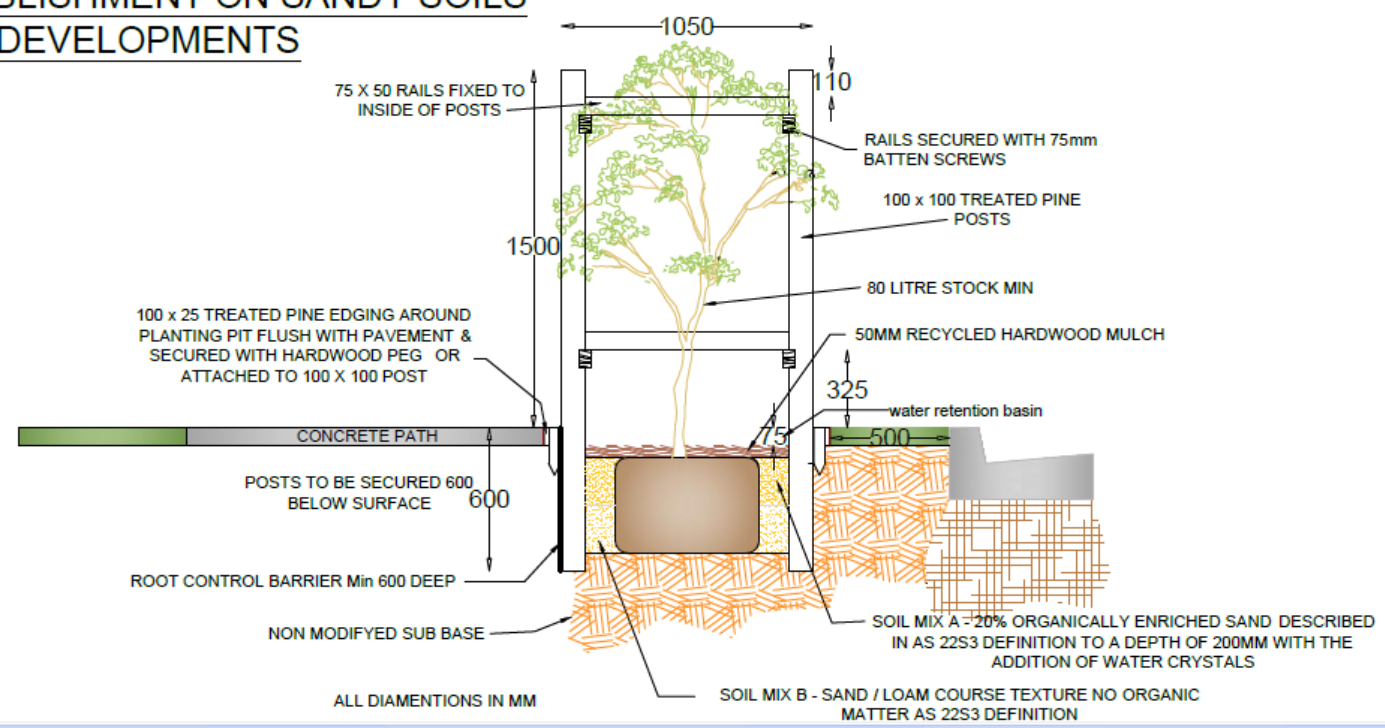 BLISHMENT ON SANDY SOILS
DEVELOPMENTS
1050
110
75 X 50 RAILS FIXED TO
INSIDE OF POSTS
RAILS SECURED WITH 75mm
BATTEN SCREWS
100 x 100 TREATED PINE
POSTS
1500
80 LITRE STOCK MIN
100 x 25 TREATED PINE EDGING AROUND
PLANTING PIT FLUSH WITH PAVEMENT &
SECURED WITH HARDWOOD PEG OR
ATTACHED TO 100 X 100 POST
50MM RECYCLED HARDWOOD MULCH
325
water retention basin
CONCRETE PATH
75
500
POSTS TO BE SECURED 600
BELOW SURFACE
600
ROOT CONTROL BARRIER Min 600 DEEP
NON MODIFYED SUB BASE
SOIL MIX A - 20% ORGANICALLY ENRICHED SAND DESCRIBED
IN AS 22S3 DEFINITION TO A DEPTH OF 200MM WITH THE
ADDITION OF WATER CRYSTALS
ALL DIAMENTIONS IN MM
SOIL MIX B - SAND / LOAM COURSE TEXTURE NO ORGANIC
MATTER AS 22S3 DEFINITION